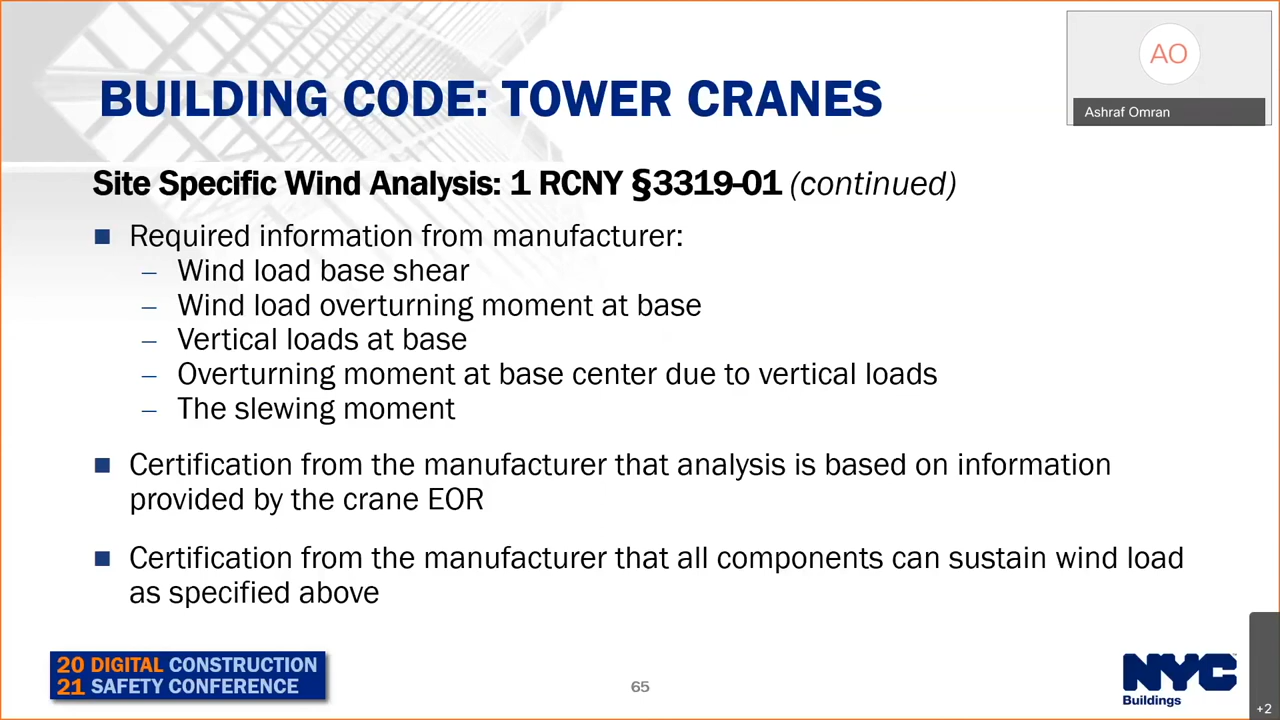 BUILDING CODE: TOWER CRANES
AO
Ashraf Omran
Site Specific Wind Analysis: 1 RCNY §3319-01 (continued)
■ Required information from manufacturer:
– Wind load base shear
– Wind load overturning moment at base
– Vertical loads at base
– Overturning moment at base center due to vertical loads
– The slewing moment
■ Certification from the manufacturer that analysis is based on information
provided by the crane EOR
■ Certification from the manufacturer that all components can sustain wind load
as specified above
20 DIGITAL CONSTRUCTION
21 SAFETY CONFERENCE
65
NYC
Buildings
+2